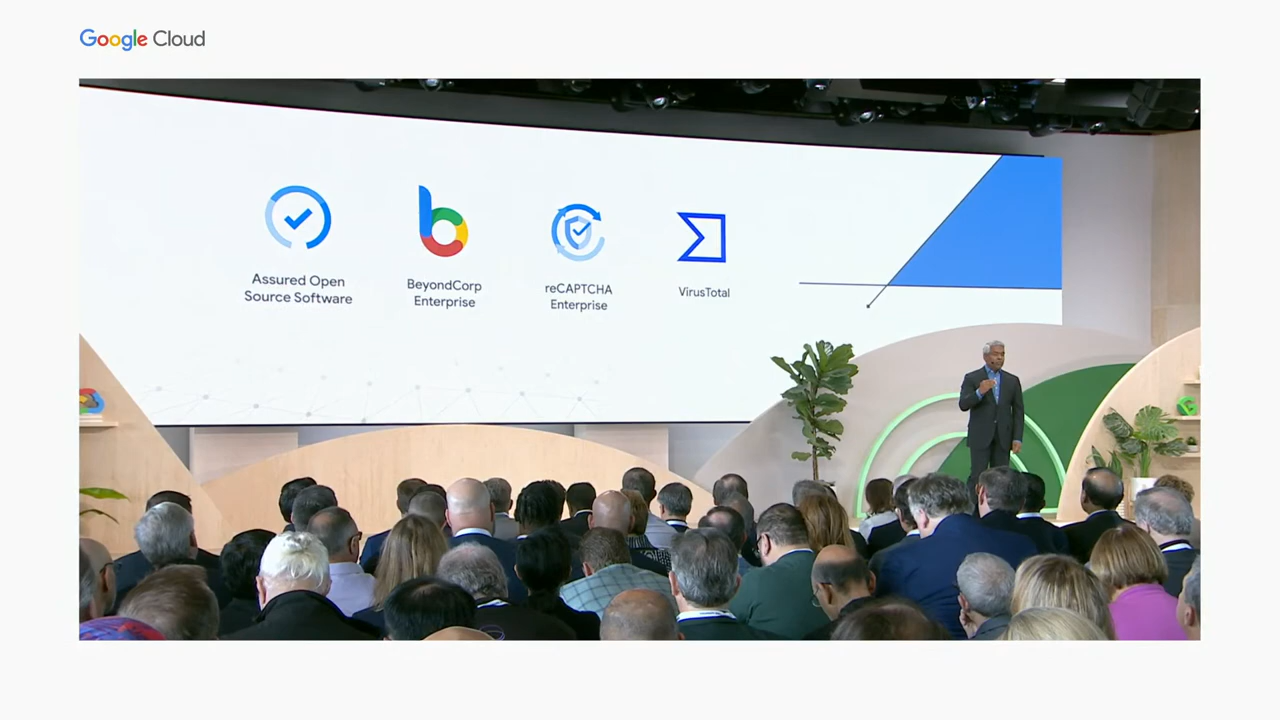 Google Cloud
Assured Open
Source Software
BeyondCorp
Enterprise
reCAPTCHA
Enterprise
VirusTotal